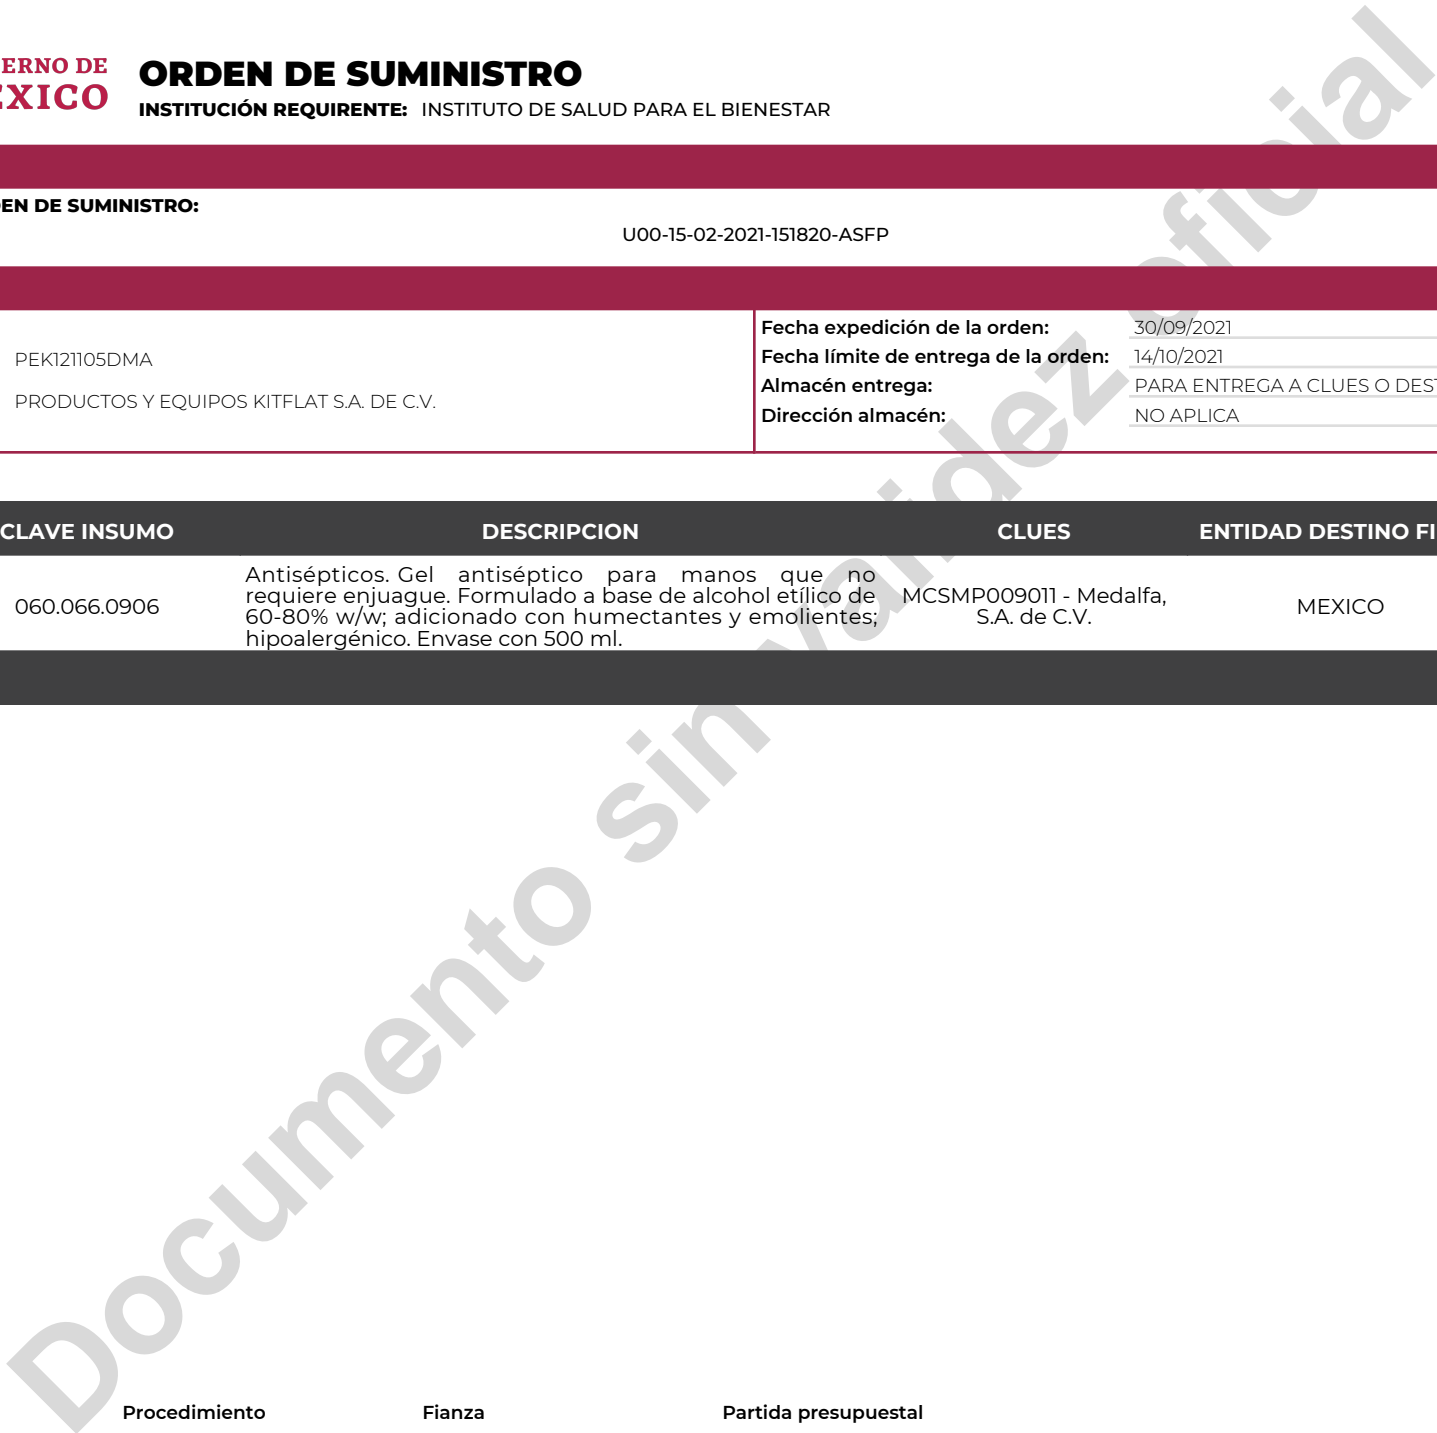 ERNO DE
ÉXICO
ORDEN DE SUMINISTRO
INSTITUCIÓN REQUIRENTE: INSTITUTO DE SALUD PARA EL BIENESTAR
EN DE SUMINISTRO:
U00-15-02-2021-151820-ASFP
PEK121105DMA
PRODUCTOS Y EQUIPOS KITFLAT S.A. DE C.V.
Fecha expedición de la orden: 30/09/2021
Fecha límite de entrega de la orden: 14/10/2021
Almacén entrega: PARA ENTREGA A CLUES O DEST
Dirección almacén: NO APLICA
CLAVE INSUMO DESCRIPCION CLUES ENTIDAD DESTINO FI
060.066.0906
Antisépticos. Gel antiséptico para manos que no
requiere enjuague. Formulado a base de alcohol etílico de
60-80% w/w; adicionado con humectantes y emolientes;
hipoalergénico. Envase con 500 ml.
MCSMP009011 - Medalfa,
S.A. de C.V.
MEXICO
Documento sin validez oficial
Procedimiento Fianza Partida presupuestal